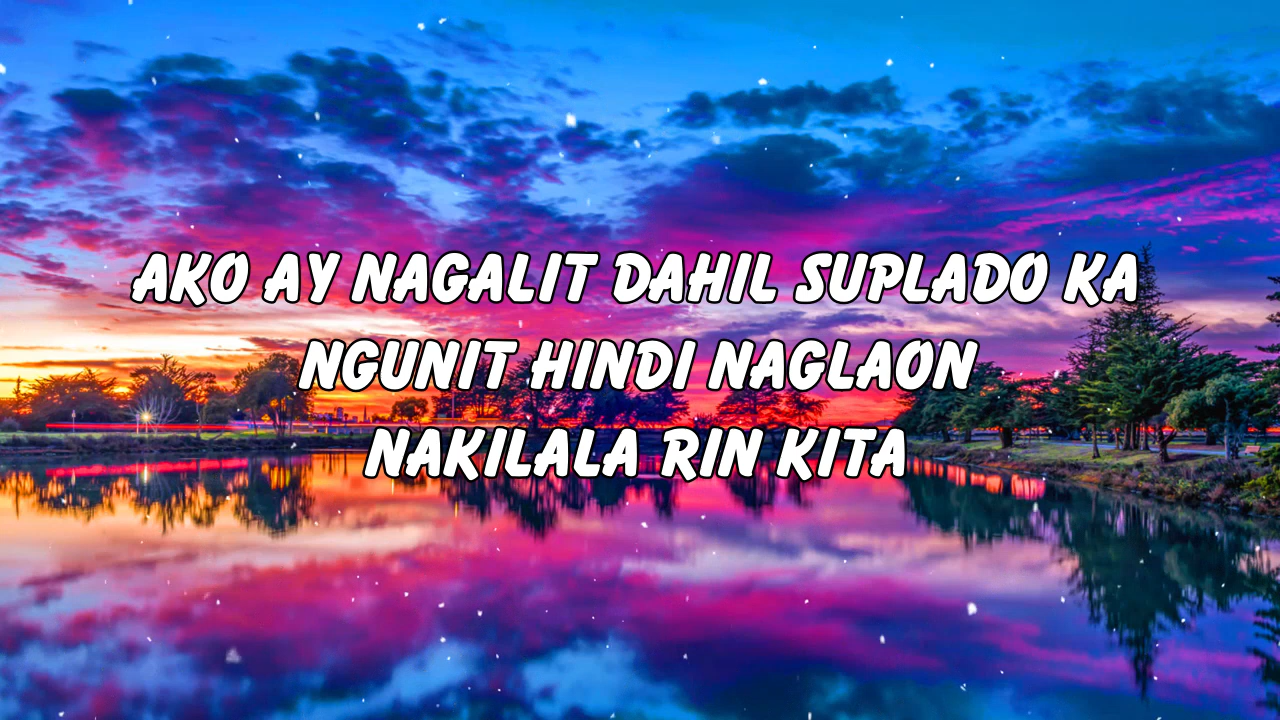 AKO AY NAGALIT DAHIL SUPLADO KA
NGUNIT HINDI NAGLAON
NAKILALA RIN KITA